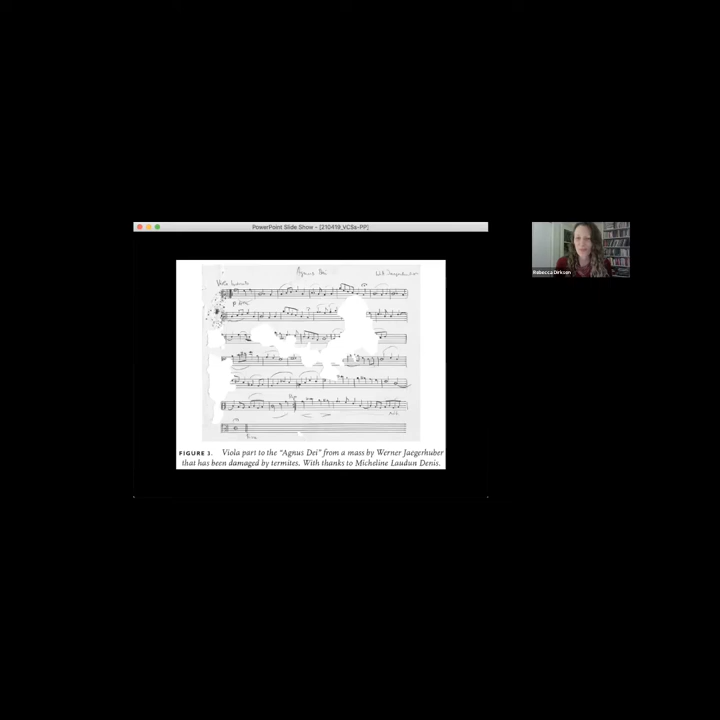 PowerPoint Slide Show - [210419_VCSs-PP]
Agnus Dei
FIGURE 3. Viola part to the "Agnus Dei" from a mass by Werner Jaegerhuber
that has been damaged by termites. With thanks to Micheline Laudun Denis.
Rebecca Dirksen